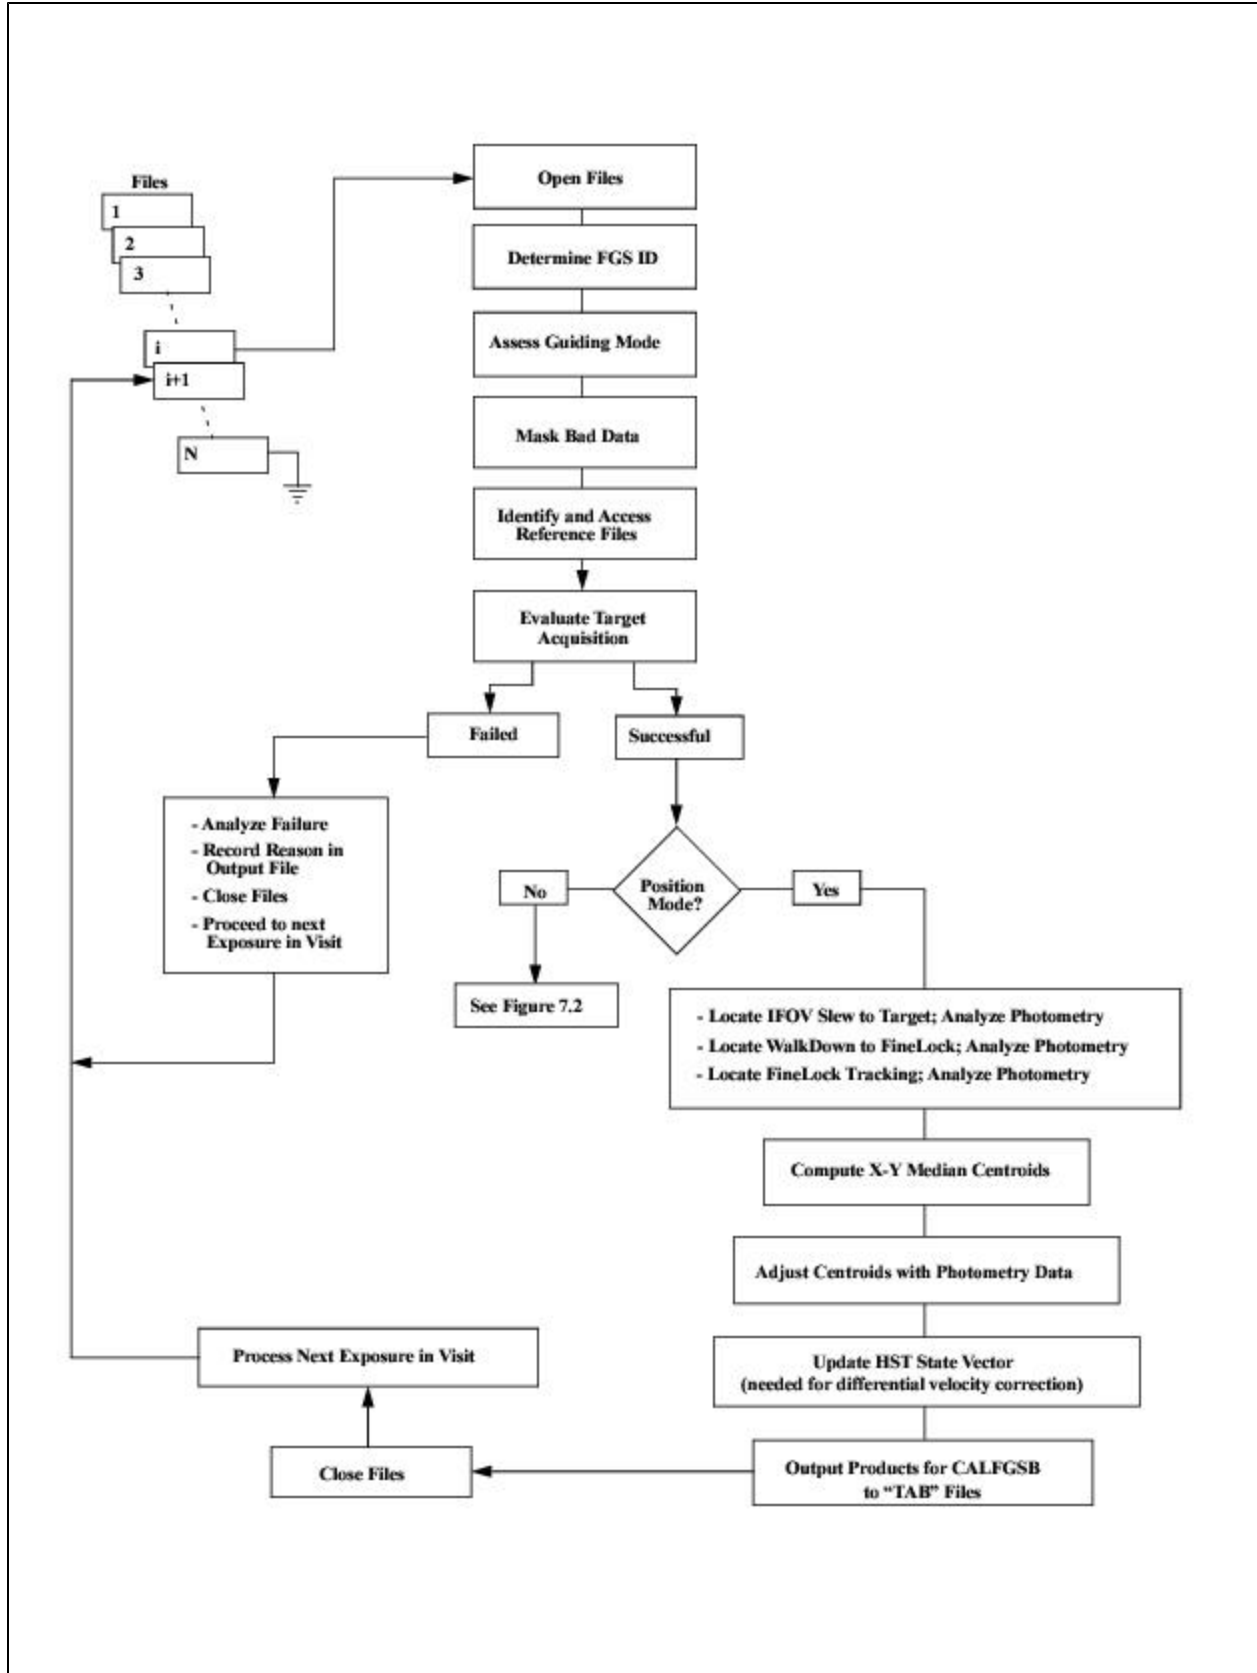 Files
1
2
3
i
i+1
N
Open Files
Determine FGS ID
Assess Guiding Mode
Mask Bad Data
Identify and Access
Reference Files
Evaluate Target
Acquisition
Failed
Successful
- Analyze Failure
- Record Reason in
Output File
- Close Files
- Proceed to next
Exposure in Visit
Position
Mode?
No
Yes
See Figure 7.2
- Locate IFOV Slew to Target; Analyze Photometry
- Locate WalkDown to FineLock; Analyze Photometry
- Locate FineLock Tracking; Analyze Photometry
Compute X-Y Median Centroids
Adjust Centroids with Photometry Data
Update HST State Vector
(needed for differential velocity correction)
Output Products for CALFGSB
to “TAB” Files
Close Files
Process Next Exposure in Visit